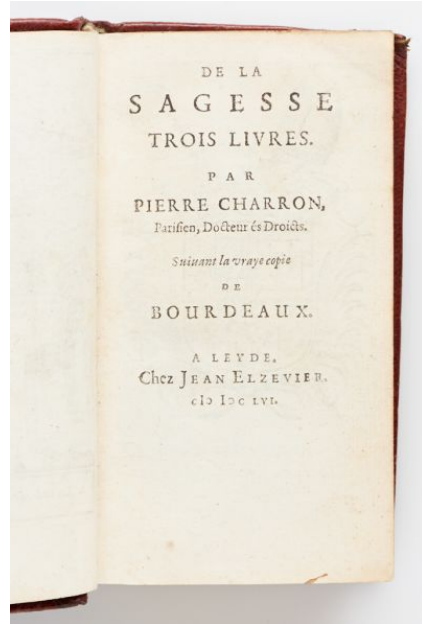 DE LA
SAGESSE
TROIS LIVRES.
PAR
PIERRE CHARRON,
Parisien, Docteur és Droicts.
Suivant la vraye copie
DE
BOURDEAUX.
A LEYDE,
Chez JEAN ELZEVIER.
cIↄ Iↄc LVI.